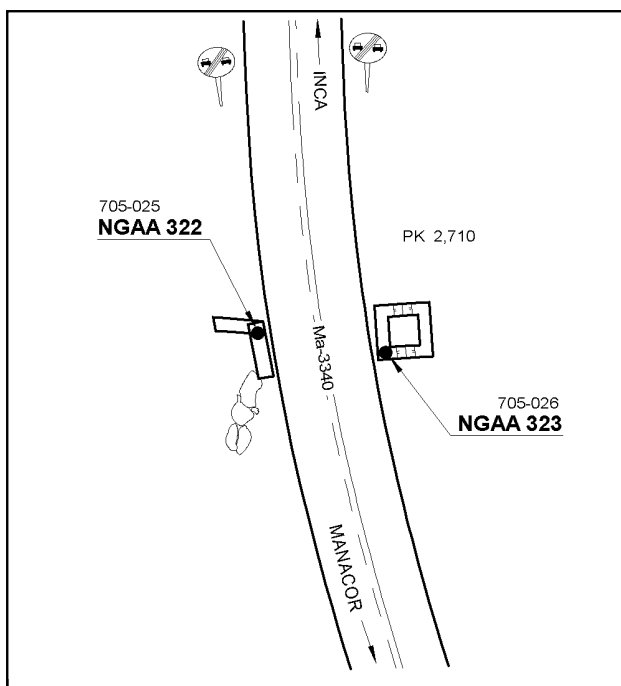 INCA
705-025
NGAA 322
PK 2,710
Ma-3340
705-026
NGAA 323
MANACOR